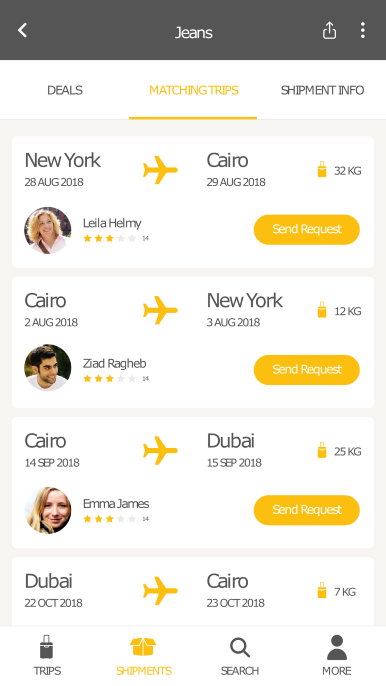 Jeans
DEALS MATCHING TRIPS SHIPMENT INFO
New York Cairo 32 KG
28 AUG 2018 29 AUG 2018
Leila Helmy
14
Send Request
Cairo New York 12 KG
2 AUG 2018 3 AUG 2018
Ziad Ragheb
14
Send Request
Cairo Dubai 25 KG
14 SEP 2018 15 SEP 2018
Emma James
14
Send Request
Dubai Cairo 7 KG
22 OCT 2018 23 OCT 2018
TRIPS SHIPMENTS SEARCH MORE